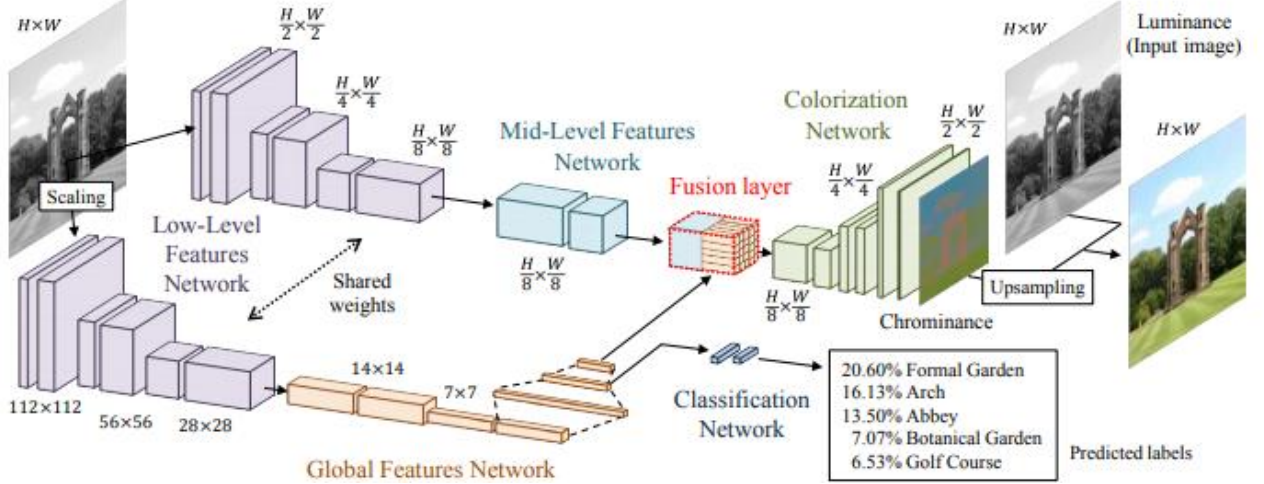 H×W
H/2 × W/2
H/4 × W/4
H/8 × W/8
Scaling
Low-Level
Features
Network
112×112
56×56
28×28
Shared
weights
Mid-Level Features
Network
H/8 × W/8
Fusion layer
14×14
7×7
Global Features Network
Classification
Network
20.60% Formal Garden
16.13% Arch
13.50% Abbey
7.07% Botanical Garden
6.53% Golf Course
Predicted labels
Colorization
Network
H/8 × W/8
H/4 × W/4
H/2 × W/2
Chrominance
Upsampling
H×W
Luminance
(Input image)
H×W